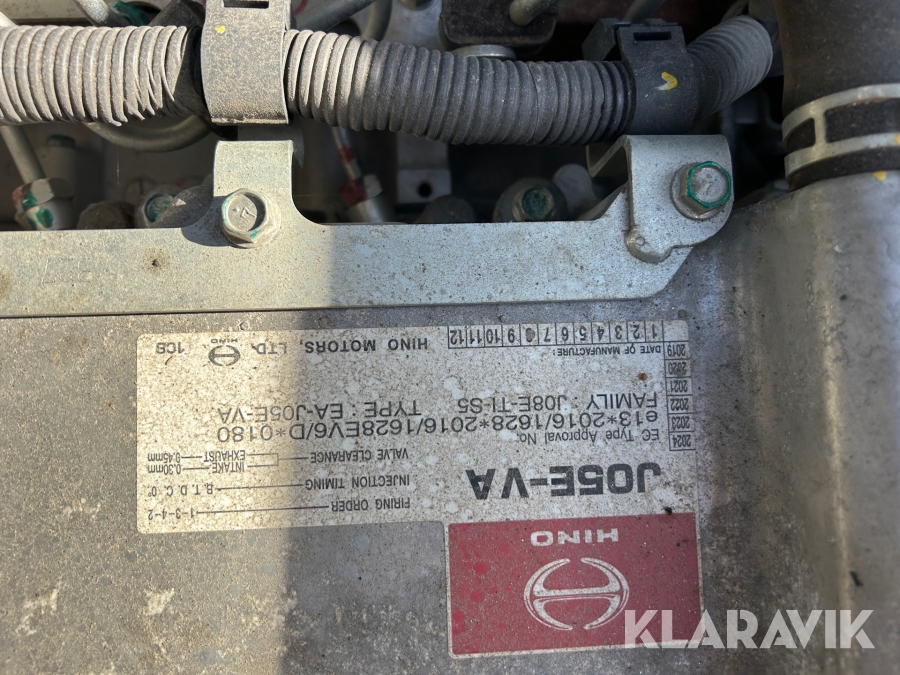 HINO
J05E-VA
FIRING ORDER 1-3-4-2
INJECTION TIMING B.T.D.C. 0°
VALVE CLEARANCE INTAKE 0.30mm
EXHAUST 0.45mm
EC Type Approval No.
e13*2016/1628*2016/1628EV6/D*0180
FAMILY : J08E-TI-S5 TYPE : EA-J05E-VA
DATE OF MANUFACTURE :
2019 2020 2021 2022 2023 2024
1 2 3 4 5 6 7 9 10 11 12
HINO MOTORS, LTD. HINO 1CS
KLARAVIK